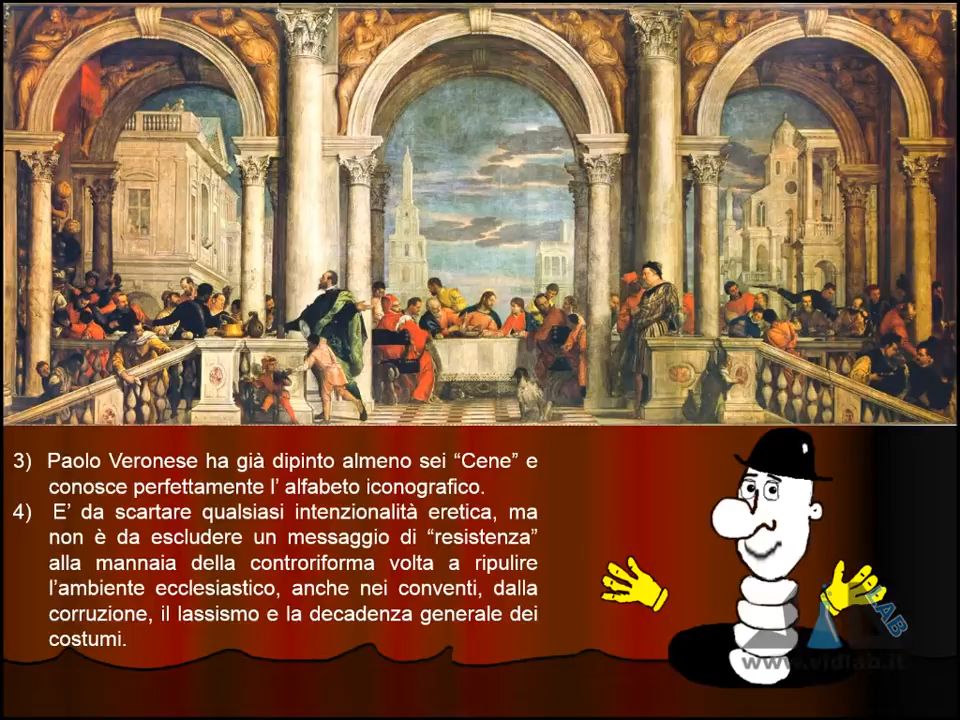 3) Paolo Veronese ha già dipinto almeno sei “Cene” e
conosce perfettamente l’ alfabeto iconografico.
4) E’ da scartare qualsiasi intenzionalità eretica, ma
non è da escludere un messaggio di “resistenza”
alla mannaia della controriforma volta a ripulire
l’ambiente ecclesiastico, anche nei conventi, dalla
corruzione, il lassismo e la decadenza generale dei
costumi.
LAB
www.vidlab.it